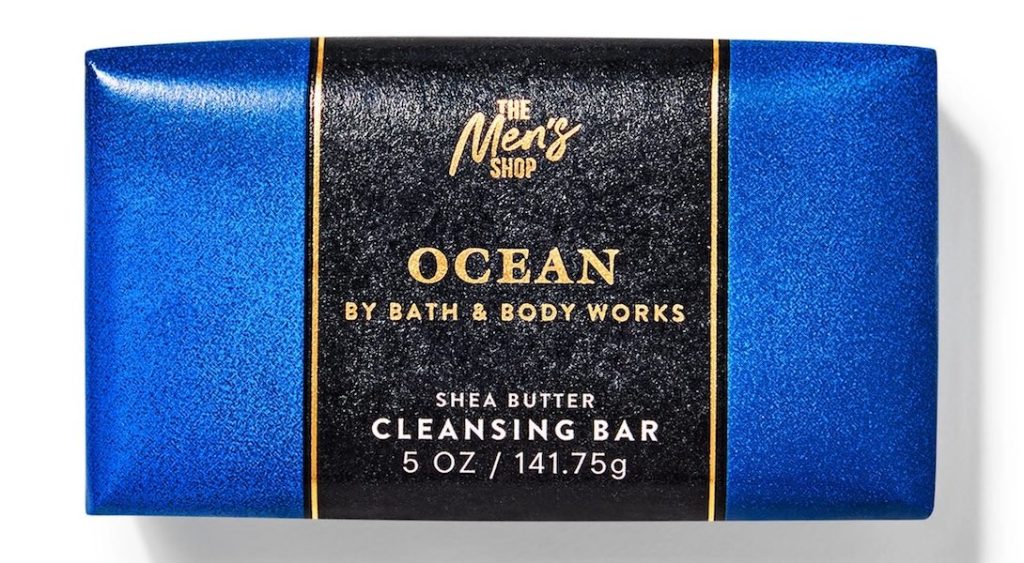 THE
Men's
SHOP
OCEAN
BY BATH & BODY WORKS
SHEA BUTTER
CLEANSING BAR
5 OZ / 141.75g